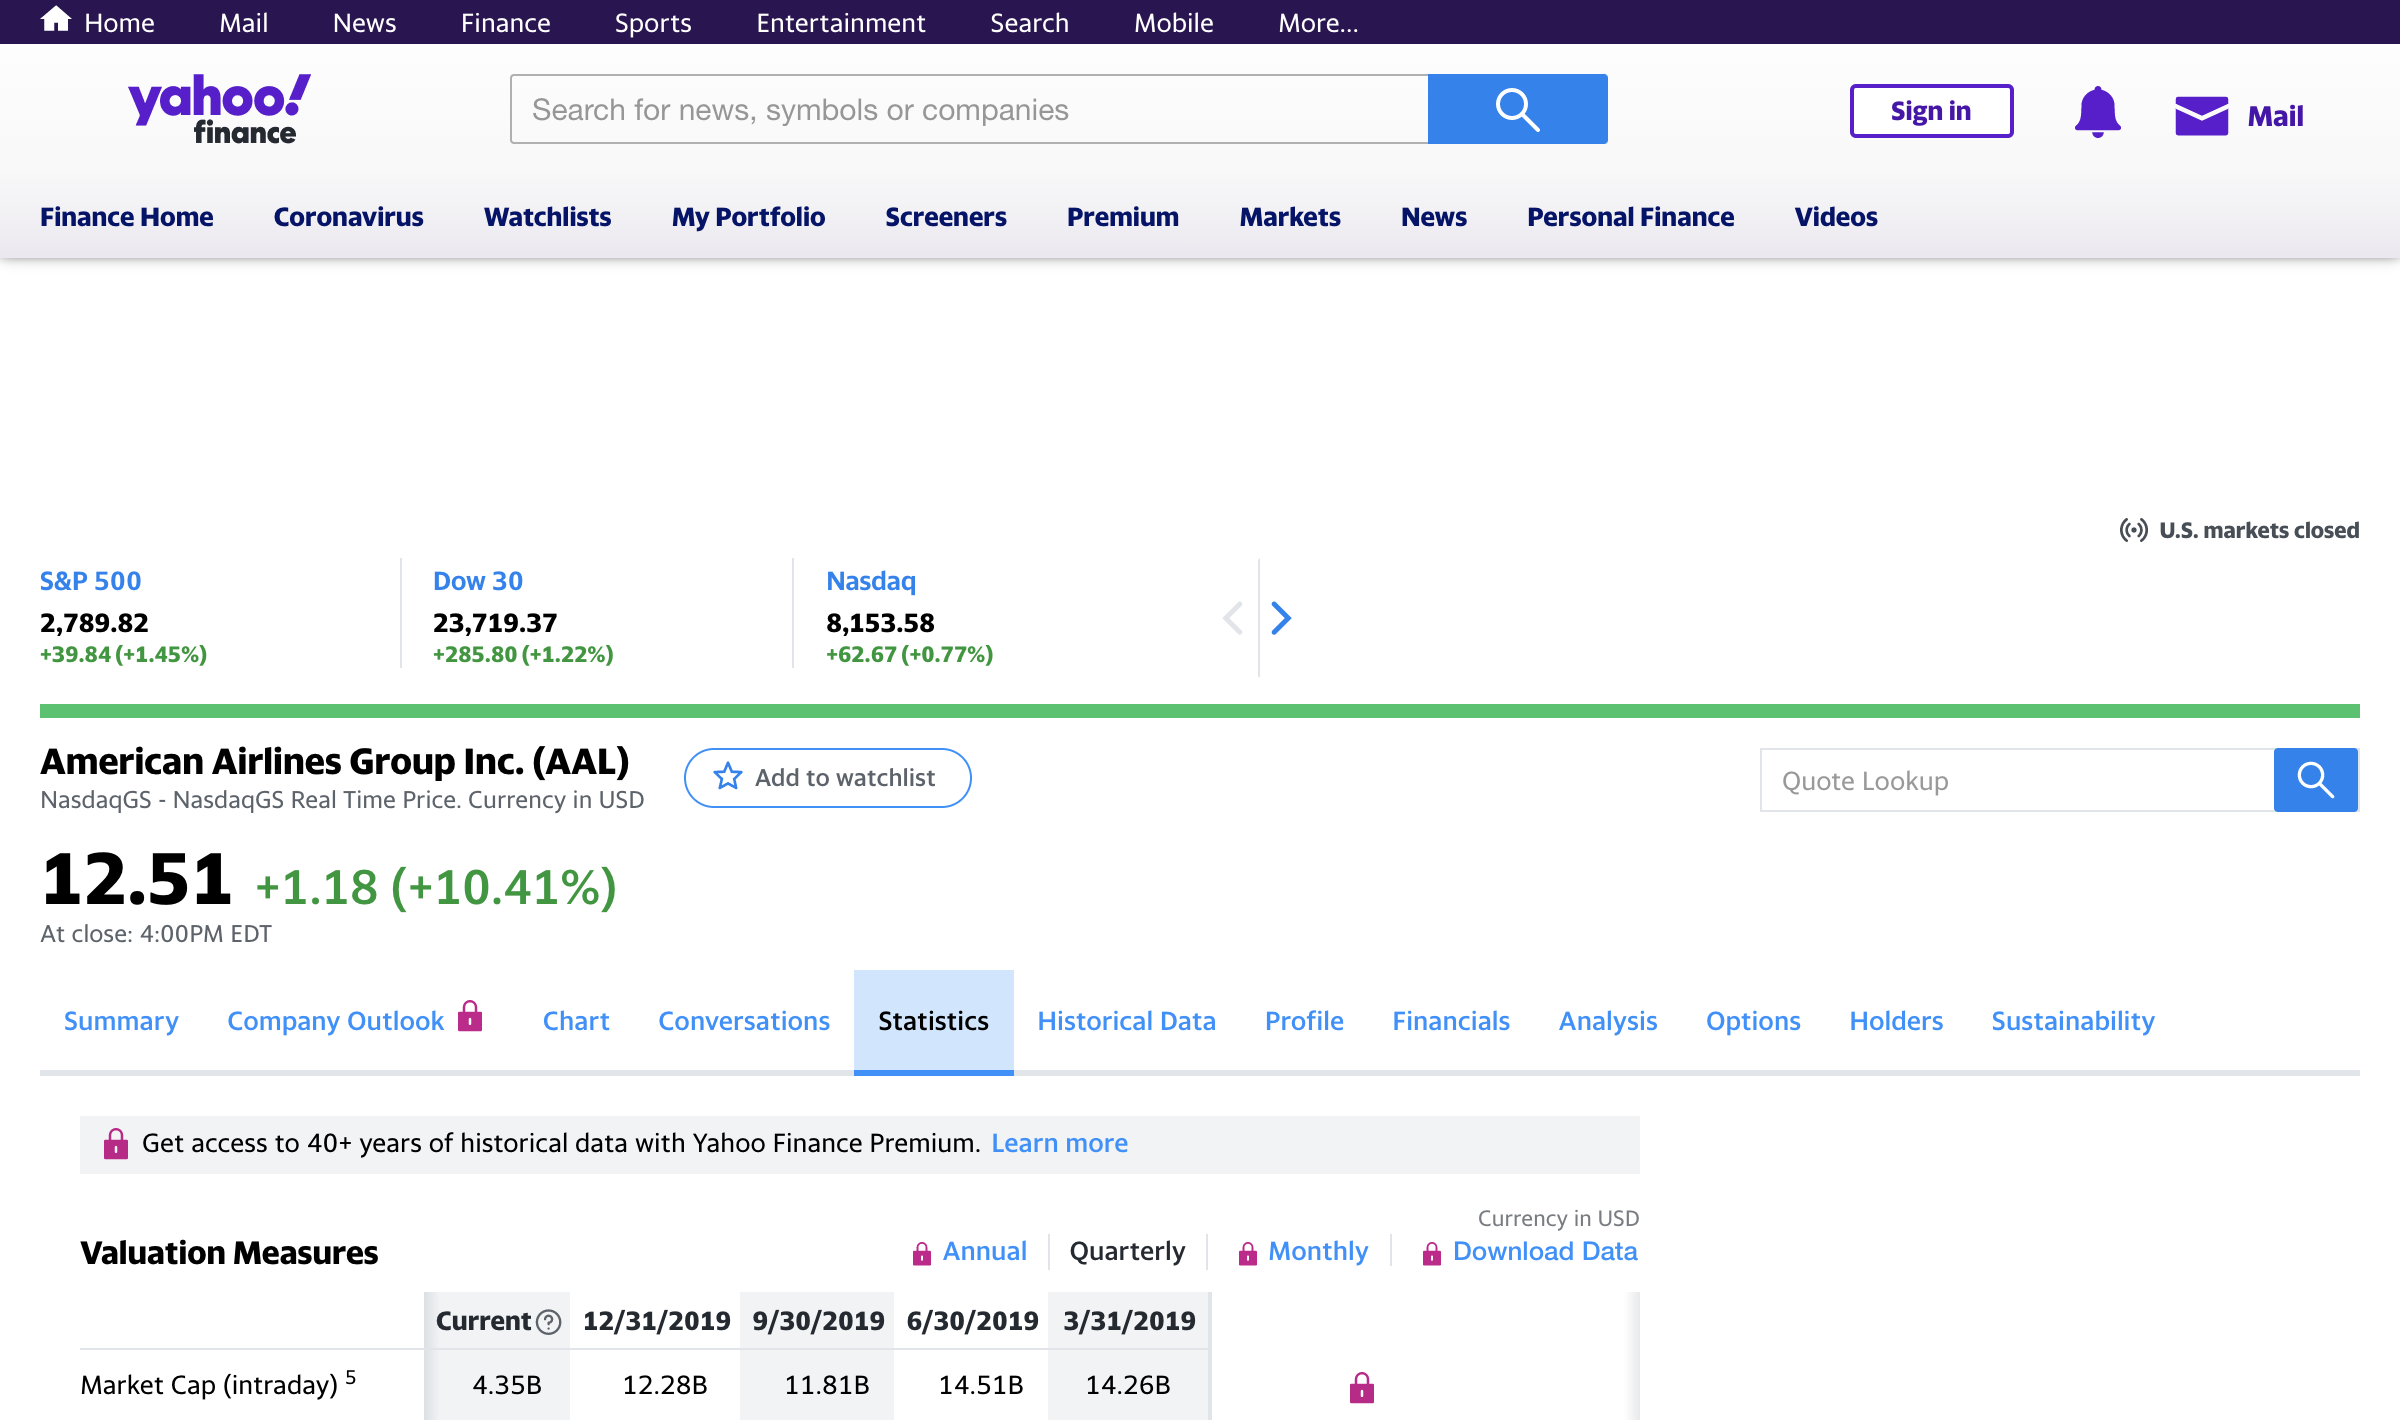 Home Mail News Finance Sports Entertainment Search Mobile More...
yahoo!
finance
Search for news, symbols or companies
Sign in
Mail
Finance Home Coronavirus Watchlists My Portfolio Screeners Premium Markets News Personal Finance Videos
U.S. markets closed
S&P 500
2,789.82
+39.84 (+1.45%)
Dow 30
23,719.37
+285.80 (+1.22%)
Nasdaq
8,153.58
+62.67 (+0.77%)
American Airlines Group Inc. (AAL)
NasdaqGS - NasdaqGS Real Time Price. Currency in USD
Add to watchlist
Quote Lookup
12.51 +1.18 (+10.41%)
At close: 4:00PM EDT
Summary Company Outlook Chart Conversations Statistics Historical Data Profile Financials Analysis Options Holders Sustainability
Get access to 40+ years of historical data with Yahoo Finance Premium. Learn more
Currency in USD
Valuation Measures Annual Quarterly Monthly Download Data
Current ? 12/31/2019 9/30/2019 6/30/2019 3/31/2019
Market Cap (intraday) 5 4.35B 12.28B 11.81B 14.51B 14.26B